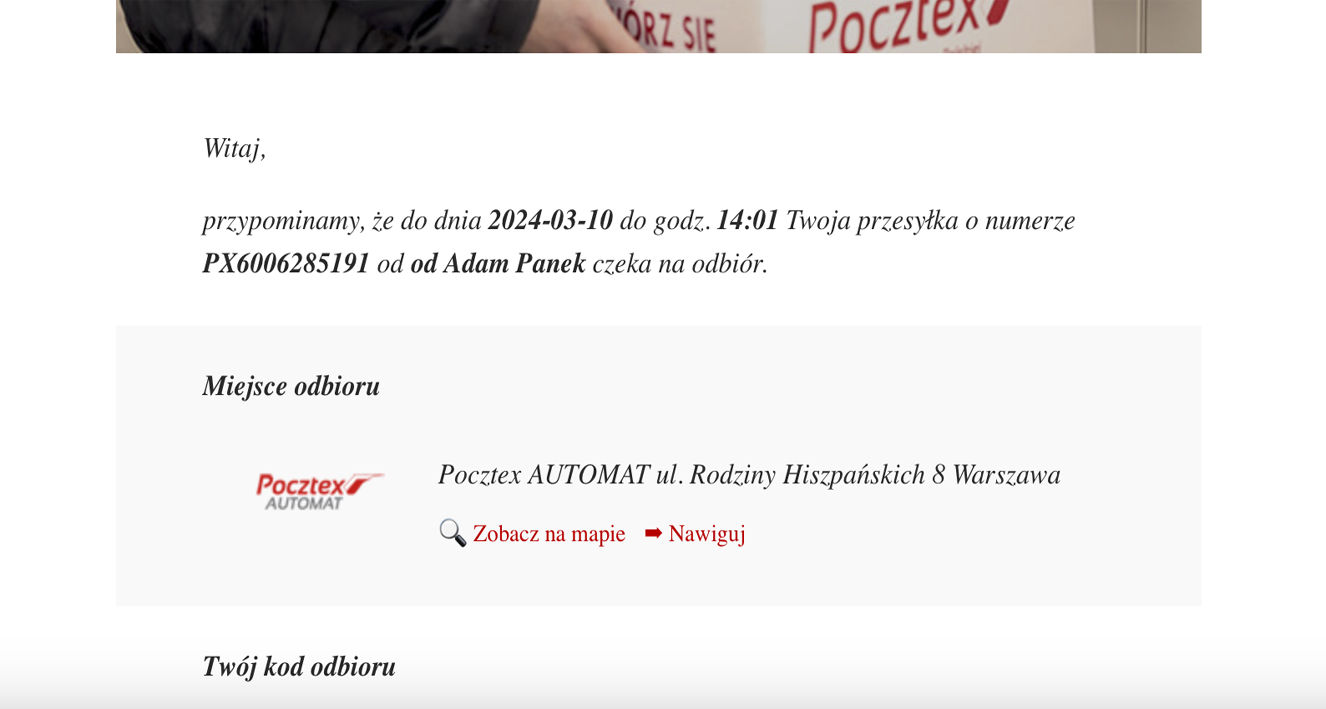 ÓRZ SIĘ
Pocztex
Witaj,
przypominamy, że do dnia 2024-03-10 do godz. 14:01 Twoja przesyłka o numerze
PX6006285191 od od Adam Panek czeka na odbiór.
Miejsce odbioru
Pocztex
AUTOMAT
Pocztex AUTOMAT ul. Rodziny Hiszpańskich 8 Warszawa
🔍 Zobacz na mapie ➡ Nawiguj
Twój kod odbioru